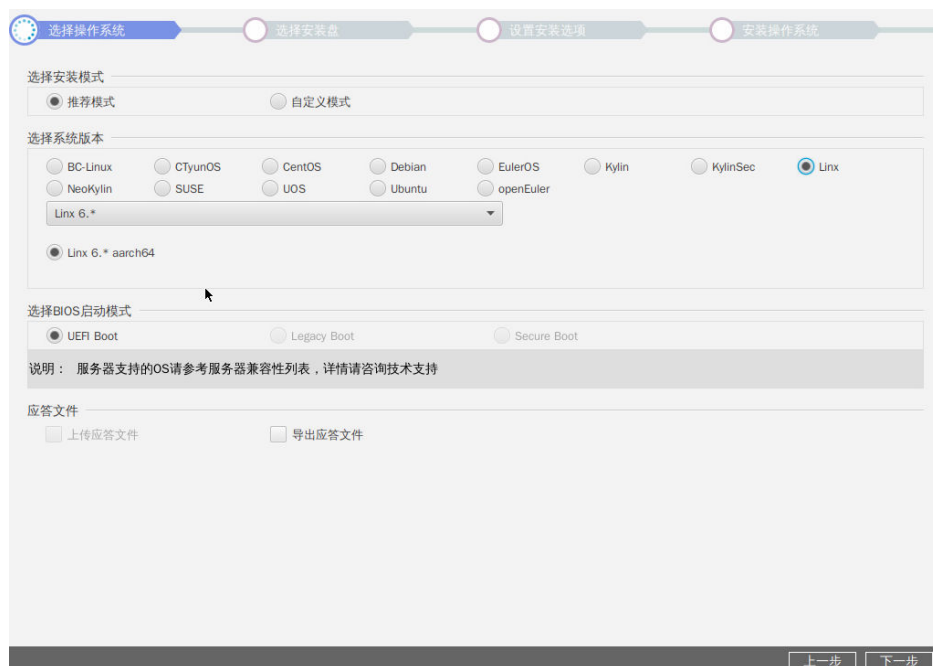 选择操作系统 选择安装盘 设置安装选项 安装操作系统
选择安装模式
推荐模式 自定义模式
选择系统版本
BC-Linux CTyunOS CentOS Debian EulerOS Kylin KylinSec Linx
NeoKylin SUSE UOS Ubuntu openEuler
Linx 6.*
Linx 6.* aarch64
选择BIOS启动模式
UEFI Boot Legacy Boot Secure Boot
说明： 服务器支持的OS请参考服务器兼容性列表，详情请咨询技术支持
应答文件
上传应答文件 导出应答文件
上一步 下一步